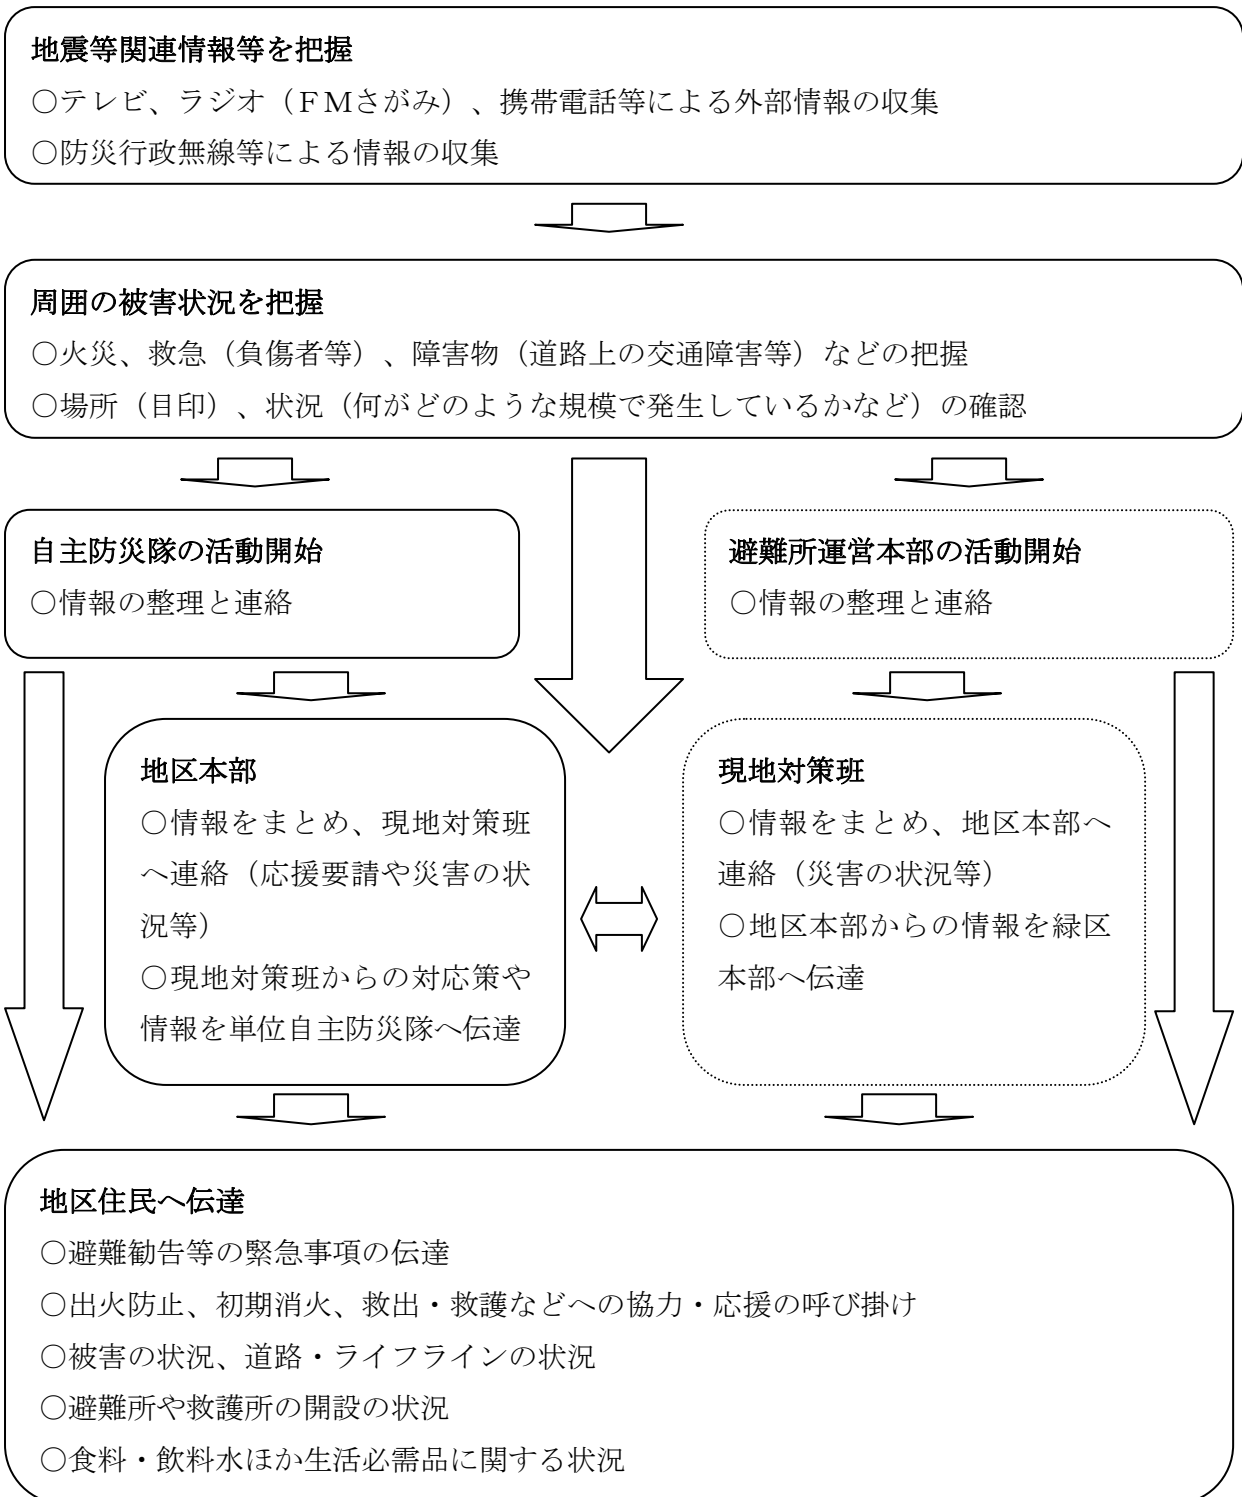 地震等関連情報等を把握
○テレビ、ラジオ（ＦＭさがみ）、携帯電話等による外部情報の収集
○防災行政無線等による情報の収集
周囲の被害状況を把握
○火災、救急（負傷者等）、障害物（道路上の交通障害等）などの把握
○場所（目印）、状況（何がどのような規模で発生しているかなど）の確認
自主防災隊の活動開始
○情報の整理と連絡
避難所運営本部の活動開始
○情報の整理と連絡
地区本部
○情報をまとめ、現地対策班
へ連絡（応援要請や災害の状
況等）
○現地対策班からの対応策や
情報を単位自主防災隊へ伝達
現地対策班
○情報をまとめ、地区本部へ
連絡（災害の状況等）
○地区本部からの情報を緑区
本部へ伝達
地区住民へ伝達
○避難勧告等の緊急事項の伝達
○出火防止、初期消火、救出・救護などへの協力・応援の呼び掛け
○被害の状況、道路・ライフラインの状況
○避難所や救護所の開設の状況
○食料・飲料水ほか生活必需品に関する状況